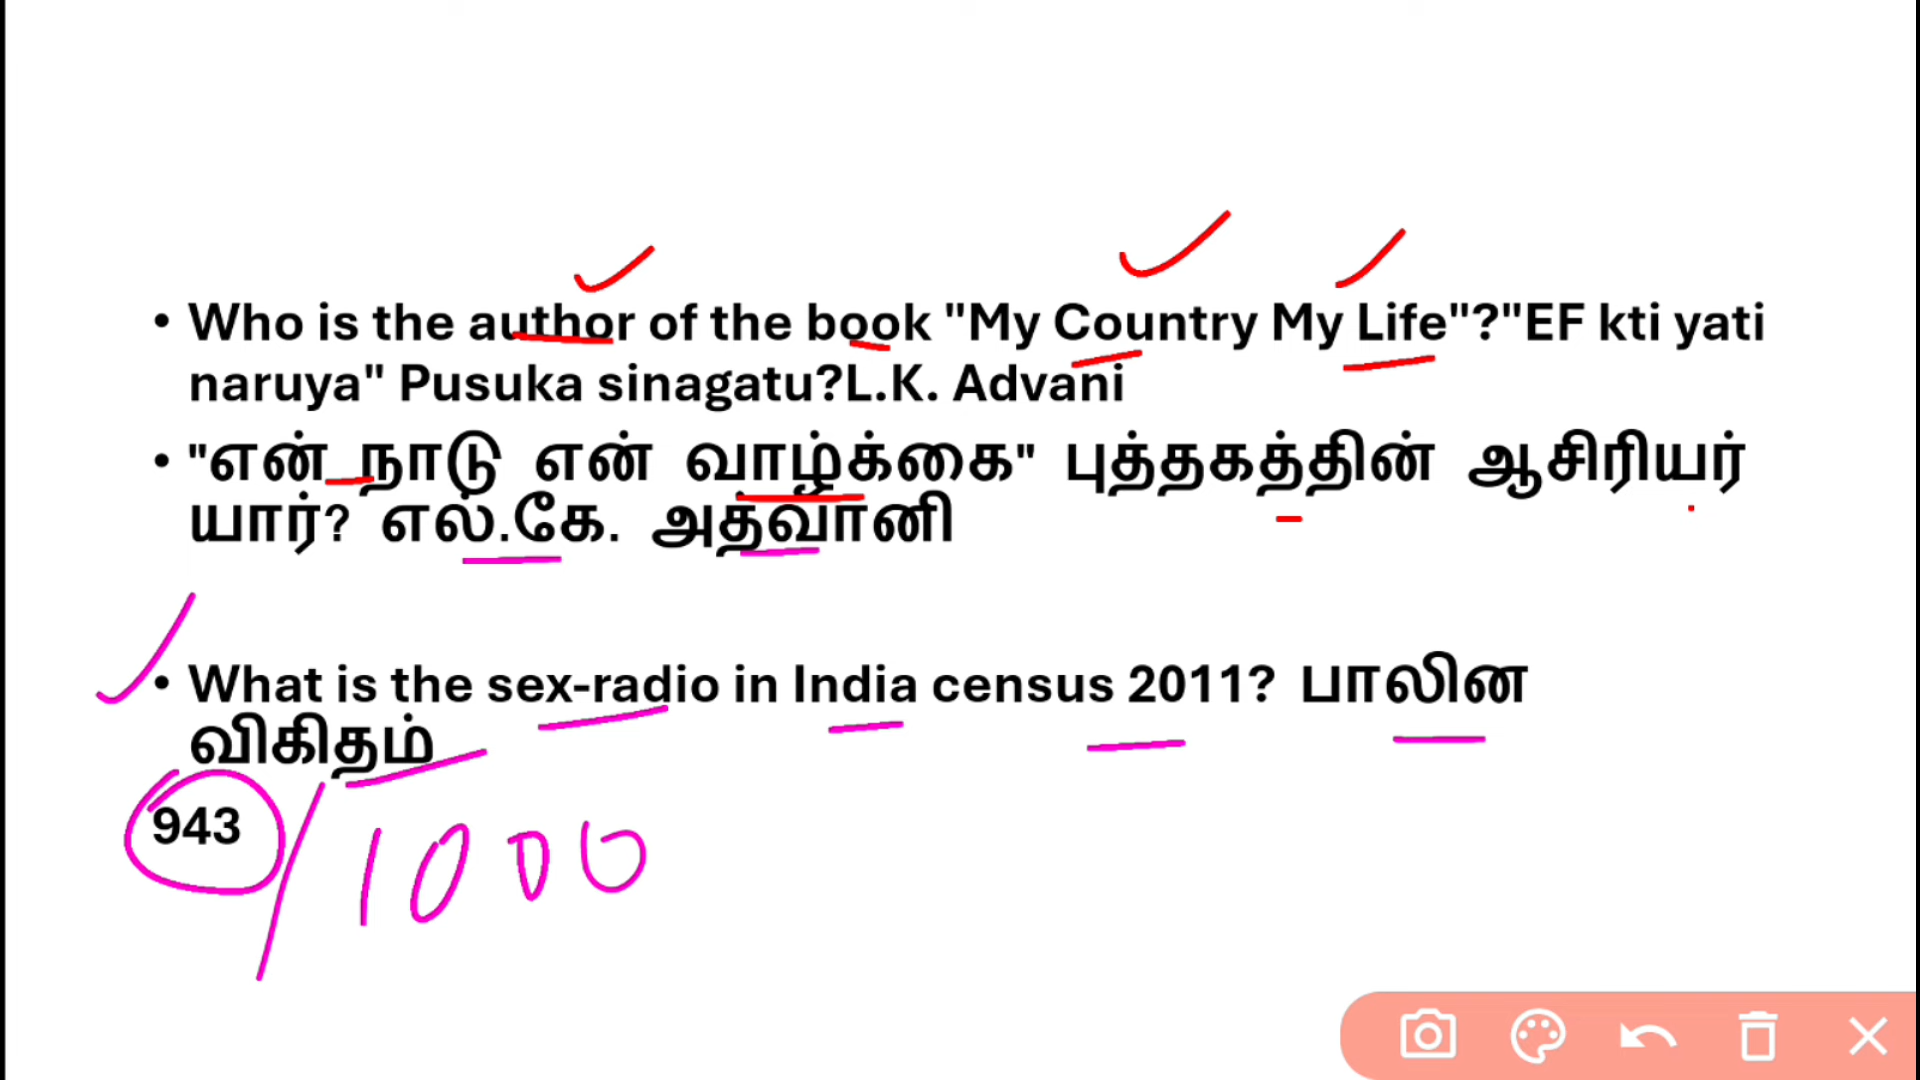 • Who is the author of the book "My Country My Life"?"EF kti yati
naruya" Pusuka sinagatu?L.K. Advani
• "என் நாடு என் வாழ்க்கை" புத்தகத்தின் ஆசிரியர்
யார்? எல்.கே. அத்வானி
• What is the sex-radio in India census 2011? பாலின
விகிதம்
943 / 1000